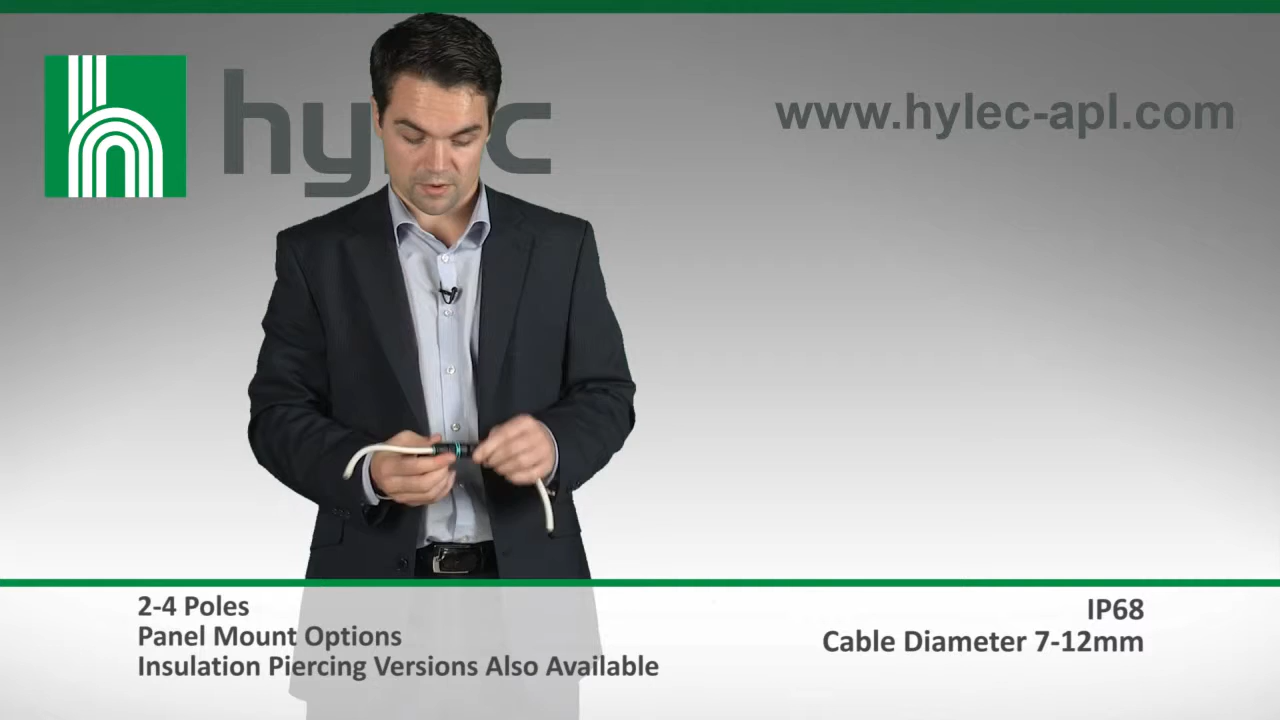 hylec
www.hylec-apl.com
2-4 Poles
Panel Mount Options
Insulation Piercing Versions Also Available
IP68
Cable Diameter 7-12mm